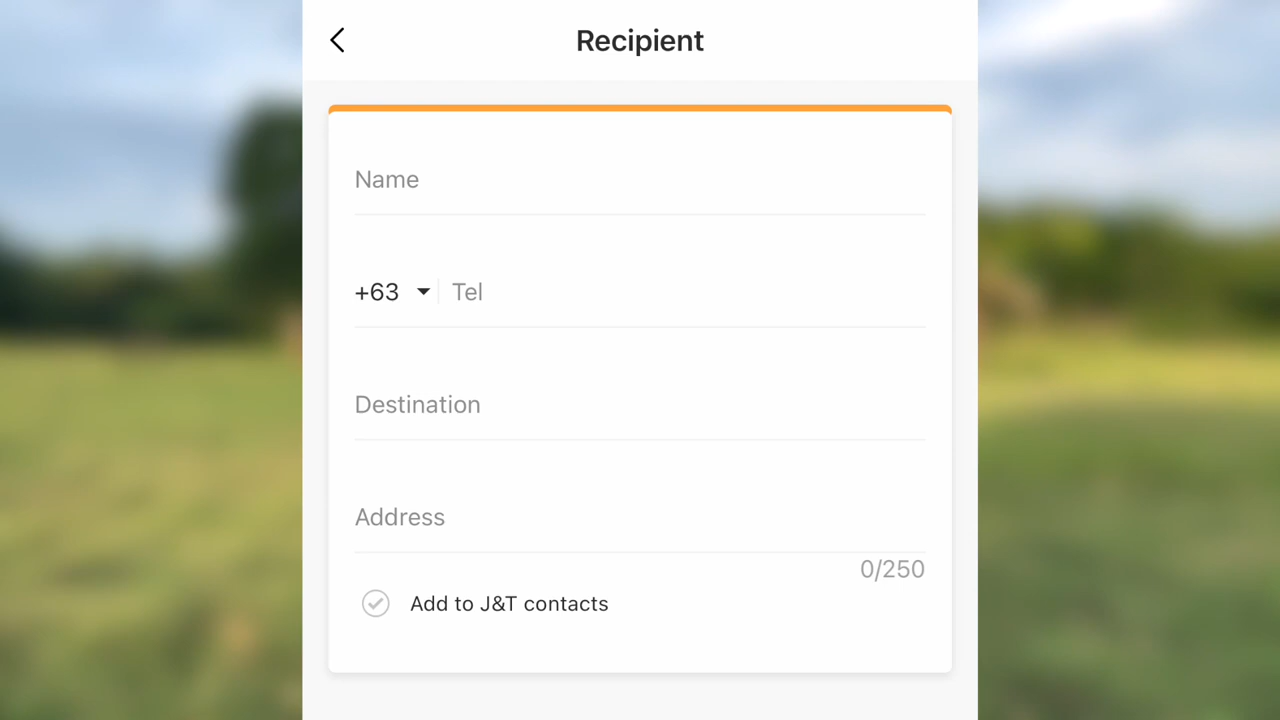 Recipient
Name
+63 Tel
Destination
Address
0/250
Add to J&T contacts